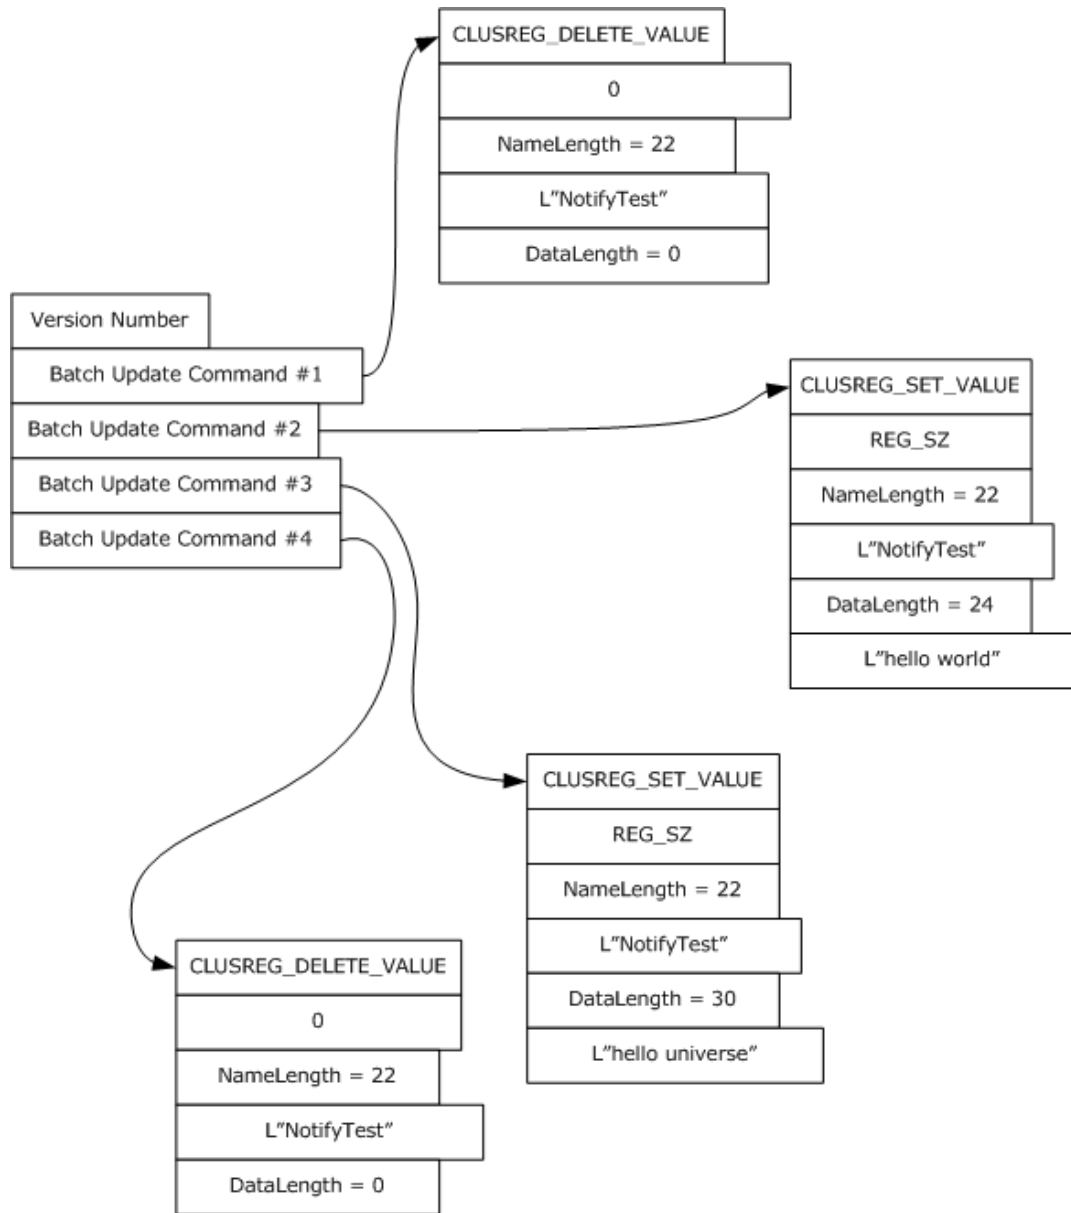 CLUSREG_DELETE_VALUE
0
NameLength = 22
L”NotifyTest”
DataLength = 0
Version Number
Batch Update Command #1
Batch Update Command #2
Batch Update Command #3
Batch Update Command #4
CLUSREG_SET_VALUE
REG_SZ
NameLength = 22
L”NotifyTest”
DataLength = 24
L”hello world”
CLUSREG_SET_VALUE
REG_SZ
NameLength = 22
L”NotifyTest”
DataLength = 30
L”hello universe”
CLUSREG_DELETE_VALUE
0
NameLength = 22
L”NotifyTest”
DataLength = 0